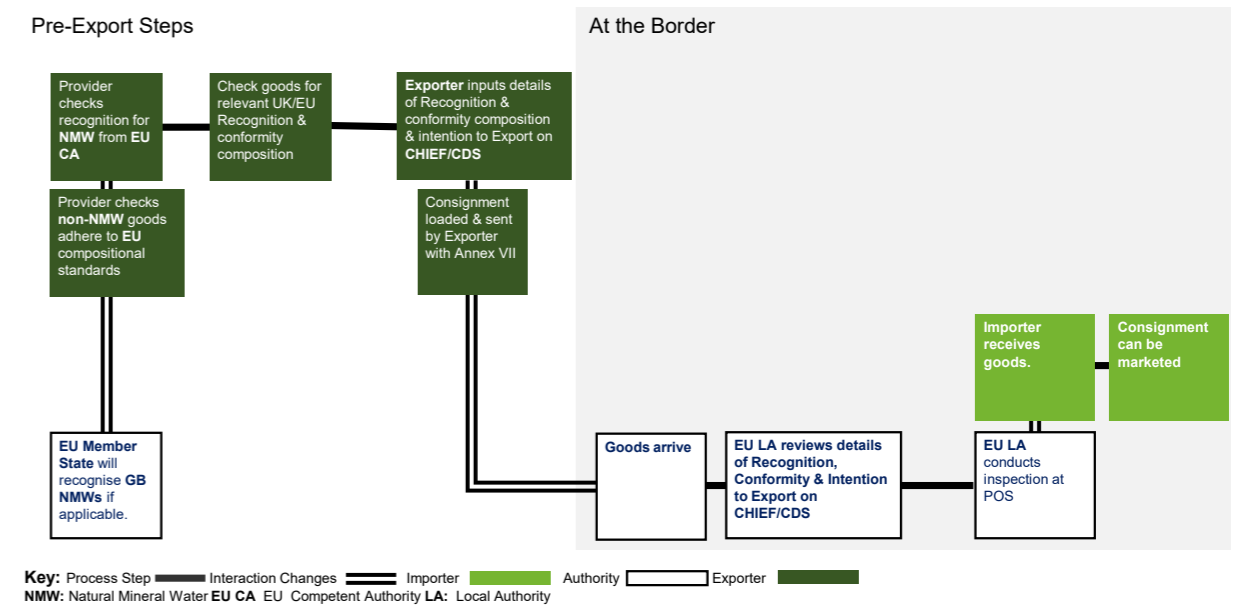 Pre-Export Steps
At the Border
Provider
checks
recognition for
NMW from EU
CA
Check goods for
relevant UK/EU
Recognition &
conformity
composition
Exporter inputs details
of Recognition &
conformity composition
& intention to Export on
CHIEF/CDS
Provider checks
non-NMW goods
adhere to EU
compositional
standards
Consignment
loaded & sent
by Exporter
with Annex VII
Importer
receives
goods.
Consignment
can be
marketed
EU Member
State will
recognise GB
NMWs if
applicable.
Goods arrive
EU LA reviews details
of Recognition,
Conformity & Intention
to Export on
CHIEF/CDS
EU LA
conducts
inspection at
POS
Key: Process Step Interaction Changes Importer Authority Exporter
NMW: Natural Mineral Water EU CA EU Competent Authority LA: Local Authority